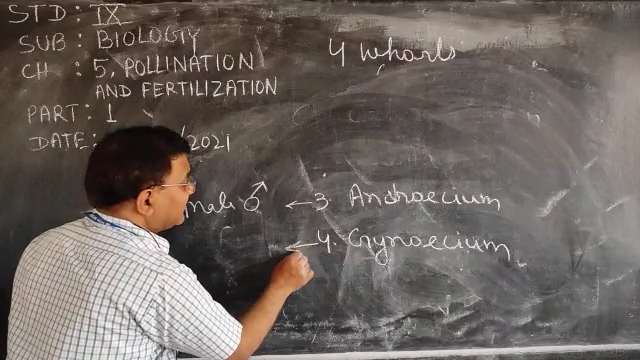 STD : IX
SUB : BIOLOGY
4 whorls
CH : 5, POLLINATION
AND FERTILIZATION
PART : 1
DATE: /2021
male ♂ ← 3. Androecium
← 4. Gynoecium